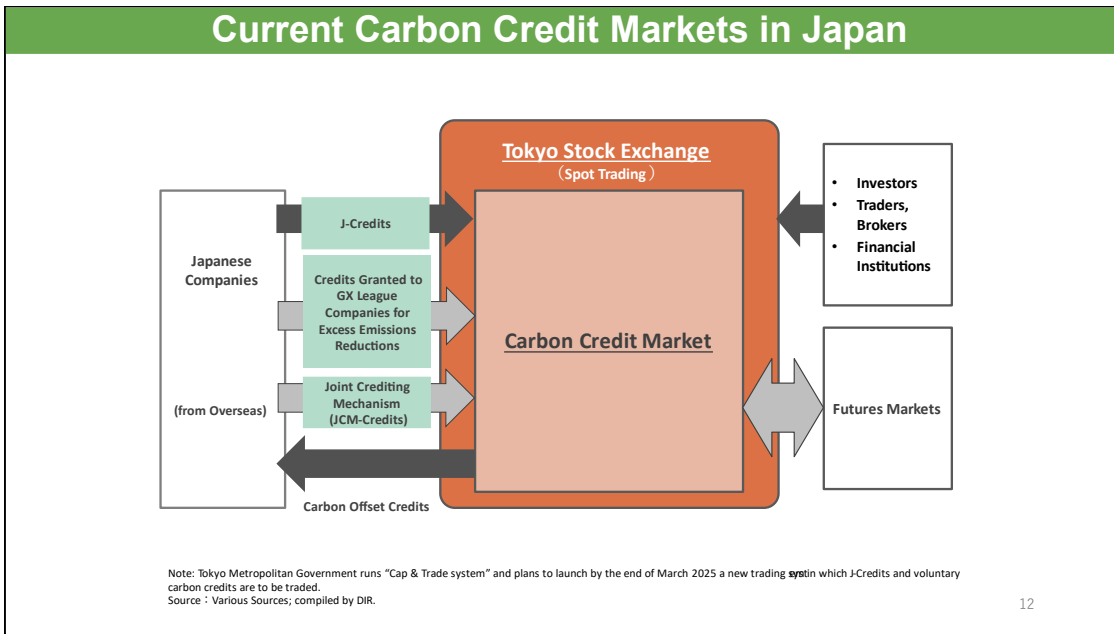 Current Carbon Credit Markets in Japan
Tokyo Stock Exchange
（Spot Trading ）
Japanese
Companies
(from Overseas)
J-Credits
Credits Granted to
GX League
Companies for
Excess Emissions
Reductions
Joint Crediting
Mechanism
(JCM-Credits)
Carbon Offset Credits
Carbon Credit Market
• Investors
• Traders,
Brokers
• Financial
Institutions
Futures Markets
Note: Tokyo Metropolitan Government runs “Cap & Trade system” and plans to launch by the end of March 2025 a new trading in which J-Credits and voluntary
carbon credits are to be traded.
Source：Various Sources; compiled by DIR.
12